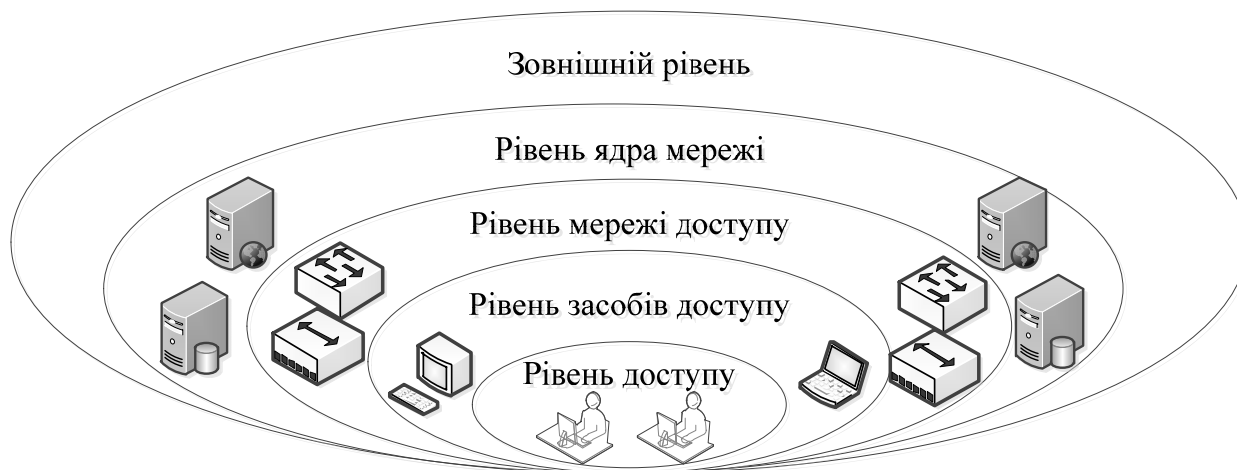 Зовнішній рівень
Рівень ядра мережі
Рівень мережі доступу
Рівень засобів доступу
Рівень доступу